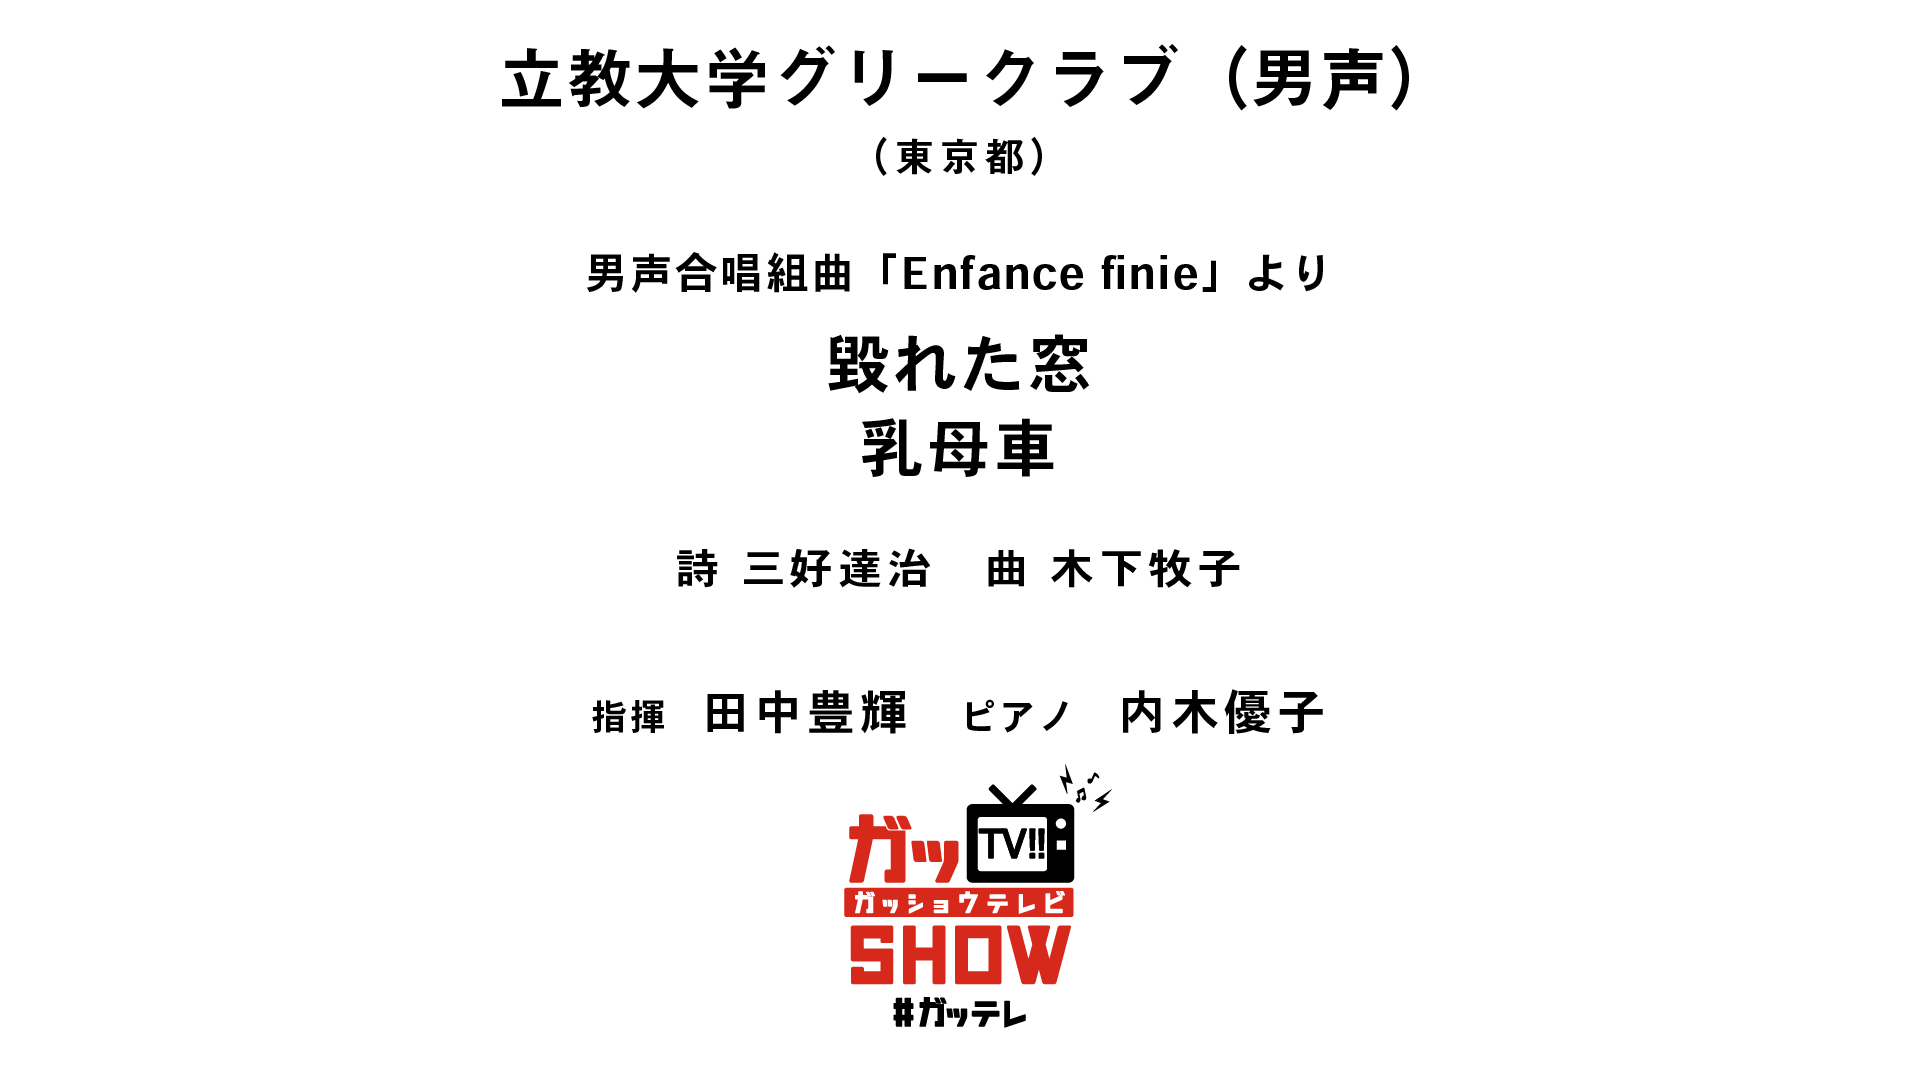 立教大学グリークラブ（男声）
（東京都）
男声合唱組曲「Enfance finie」より
毀れた窓
乳母車
詩 三好達治　曲 木下牧子
指揮　田中豊輝　ピアノ　内木優子
ガッ TV!!
ガッショウテレビ
SHOW
#ガッテレ